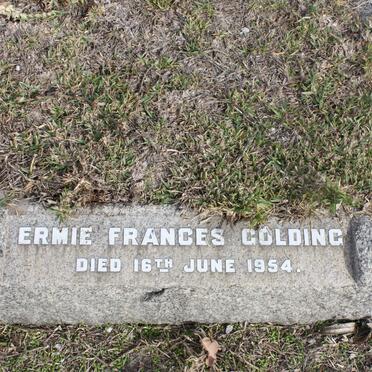 ERMIE FRANCES GOLDING
DIED 16TH JUNE 1954.